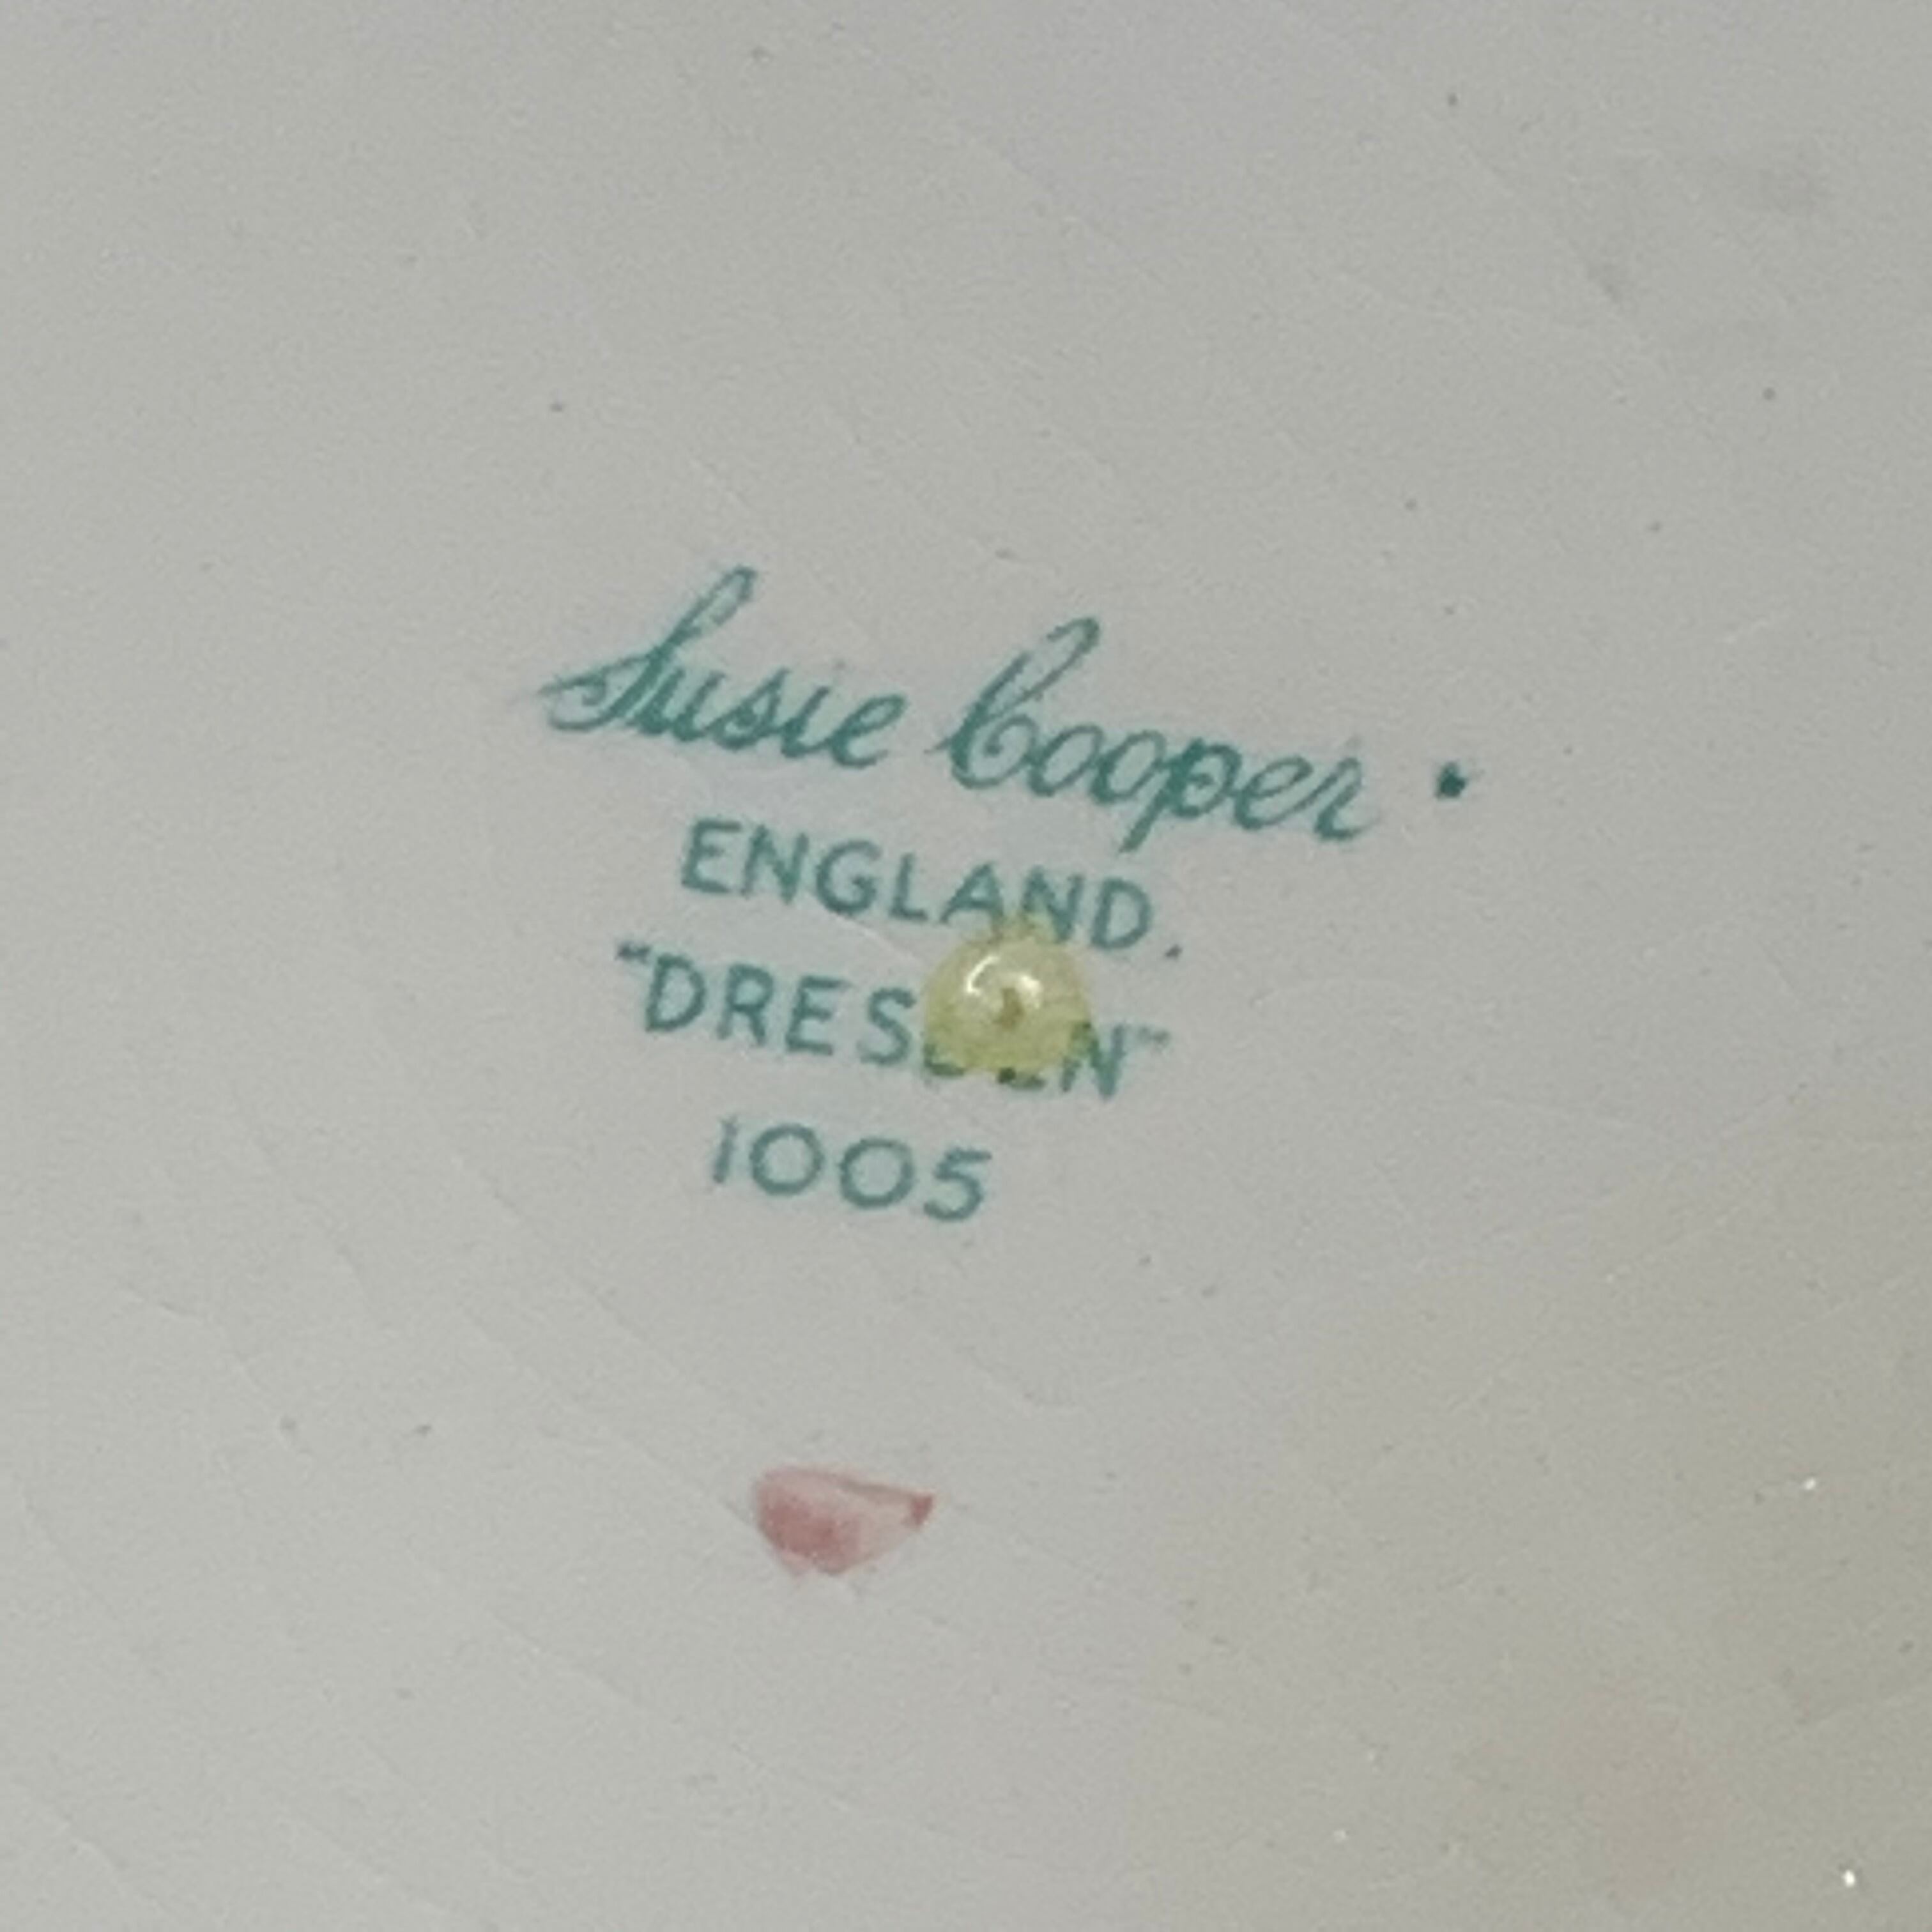 Susie Cooper.
ENGLAND.
"DRESDEN"
1005